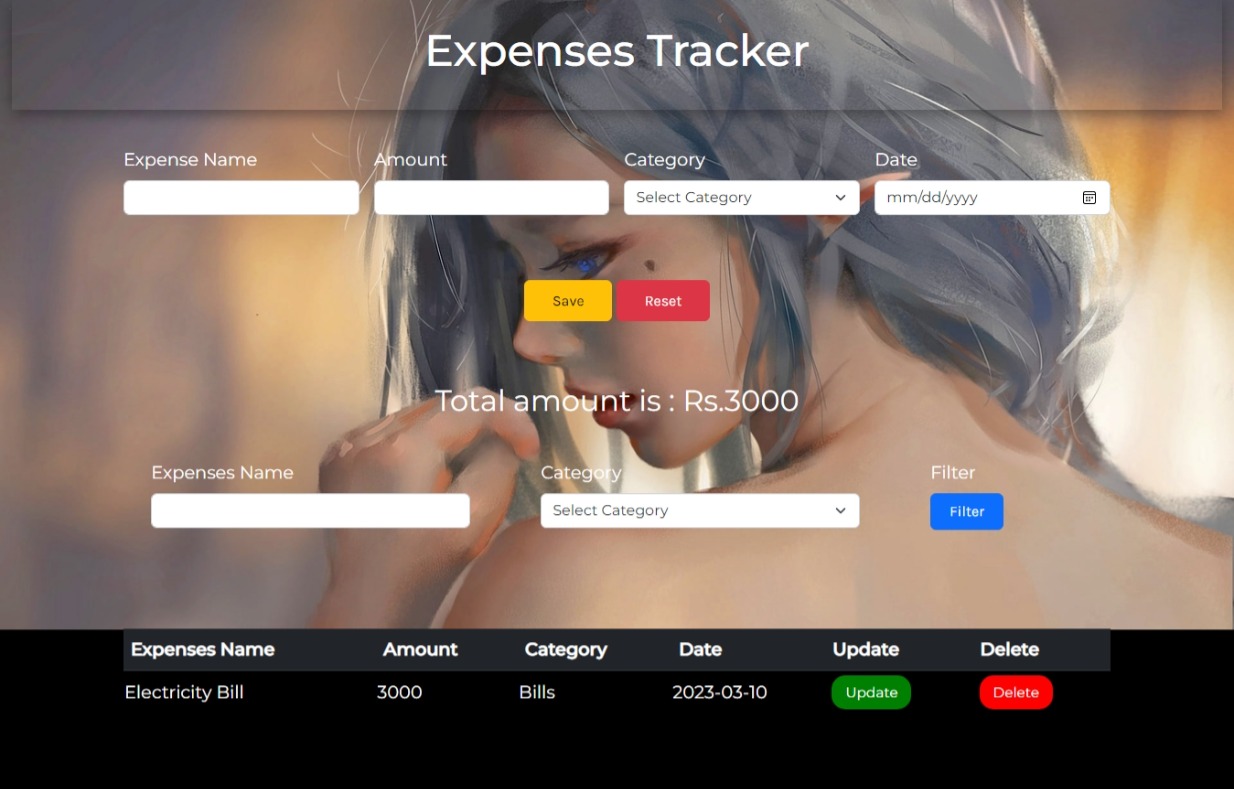 Expenses Tracker
Expense Name Amount Category Date
Select Category mm/dd/yyyy
Save Reset
Total amount is : Rs.3000
Expenses Name Category Filter
Select Category Filter
Expenses Name Amount Category Date Update Delete
Electricity Bill 3000 Bills 2023-03-10 Update Delete